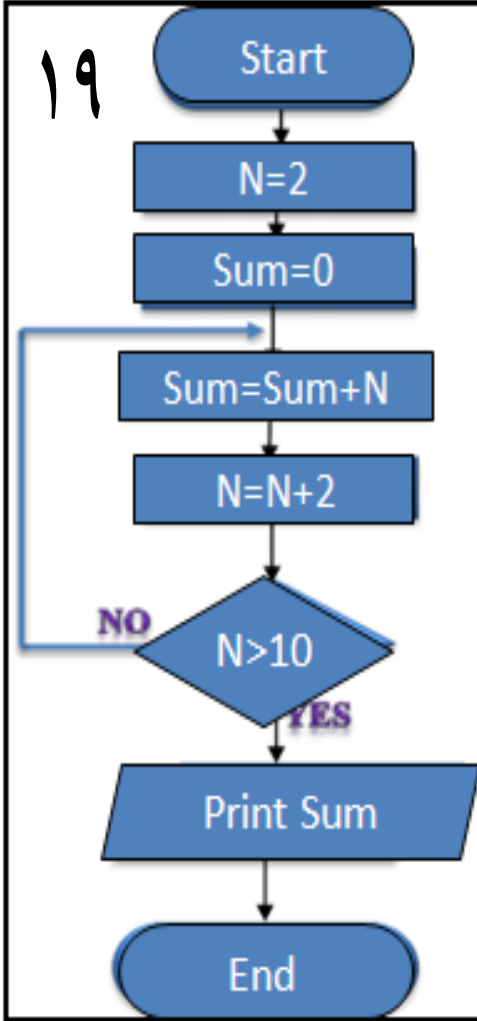 ١٩
Start
N=2
Sum=0
Sum=Sum+N
N=N+2
NO
N>10
YES
Print Sum
End